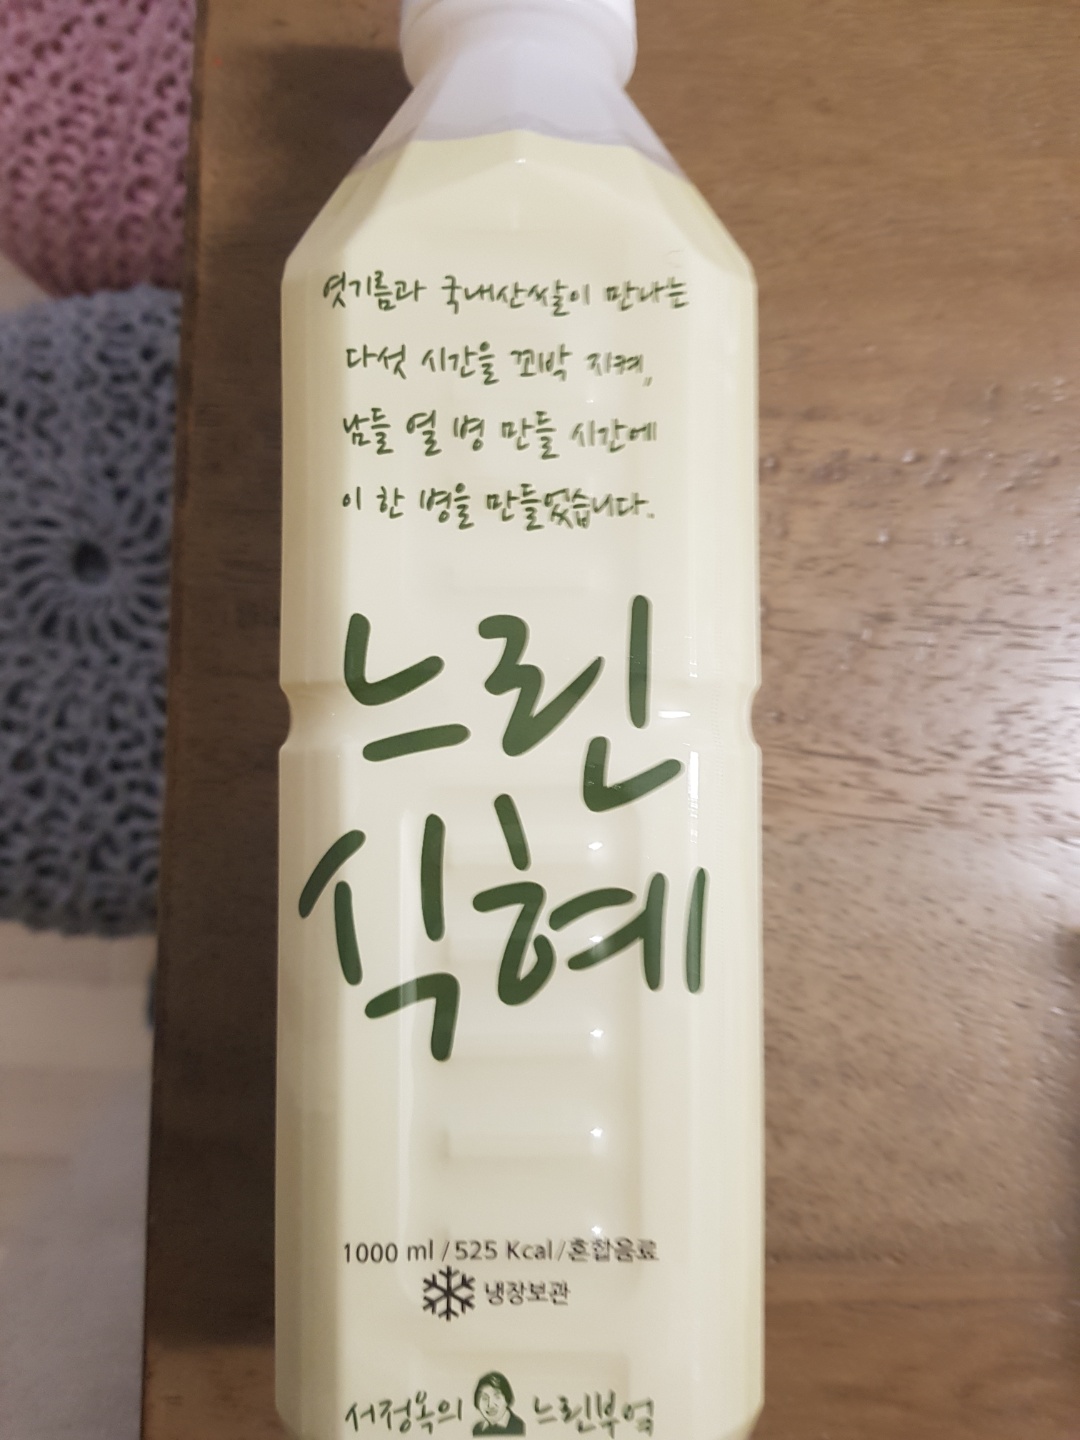 엿기름과 국내산쌀이 만나는
다섯 시간을 꼬박 지켜,
남들 열 병 만들 시간에
이 한 병을 만들었습니다.
느린
식혜
1000 ml / 525 Kcal/혼합음료
냉장보관
서정옥의 느린부엌